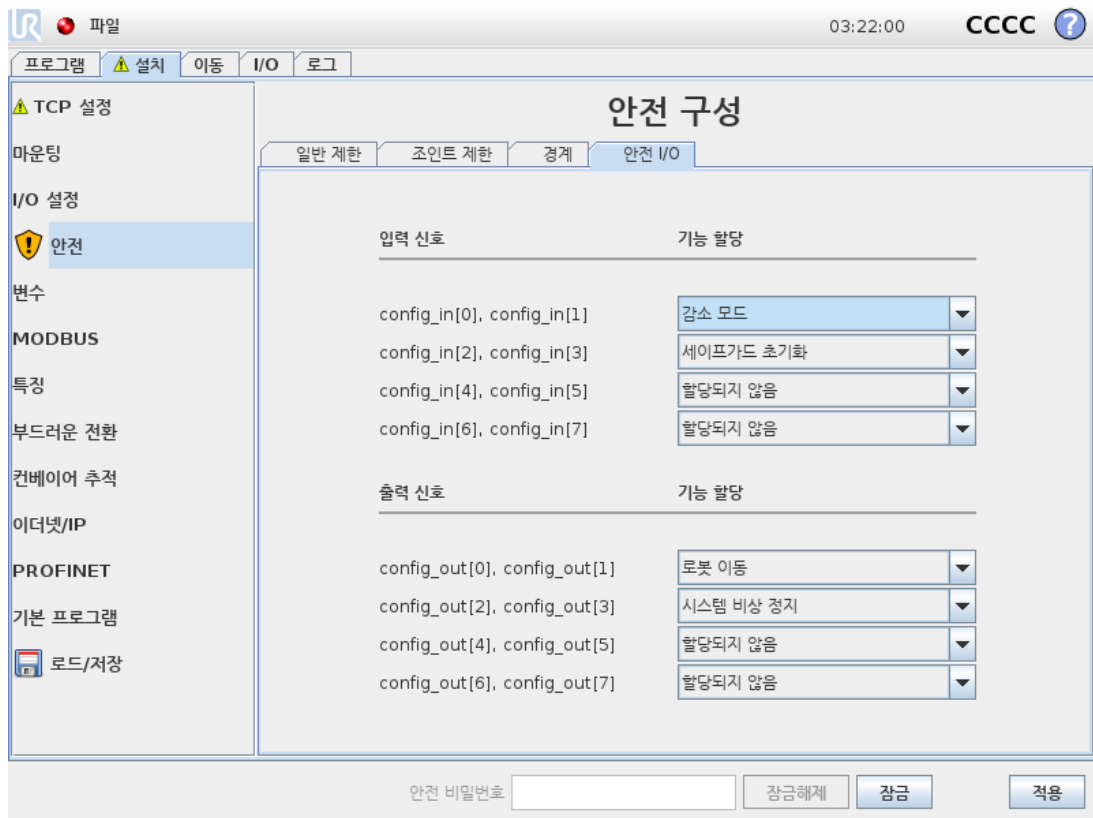 UR 파일 03:22:00 CCCC ?
프로그램 설치 이동 I/O 로그
TCP 설정
마운팅
I/O 설정
안전
변수
MODBUS
특징
부드러운 전환
컨베이어 추적
이더넷/IP
PROFINET
기본 프로그램
로드/저장
안전 구성
일반 제한 조인트 제한 경계 안전 I/O
입력 신호 기능 할당
config_in[0], config_in[1] 감소 모드
config_in[2], config_in[3] 세이프가드 초기화
config_in[4], config_in[5] 할당되지 않음
config_in[6], config_in[7] 할당되지 않음
출력 신호 기능 할당
config_out[0], config_out[1] 로봇 이동
config_out[2], config_out[3] 시스템 비상 정지
config_out[4], config_out[5] 할당되지 않음
config_out[6], config_out[7] 할당되지 않음
안전 비밀번호 잠금해제 잠금 적용